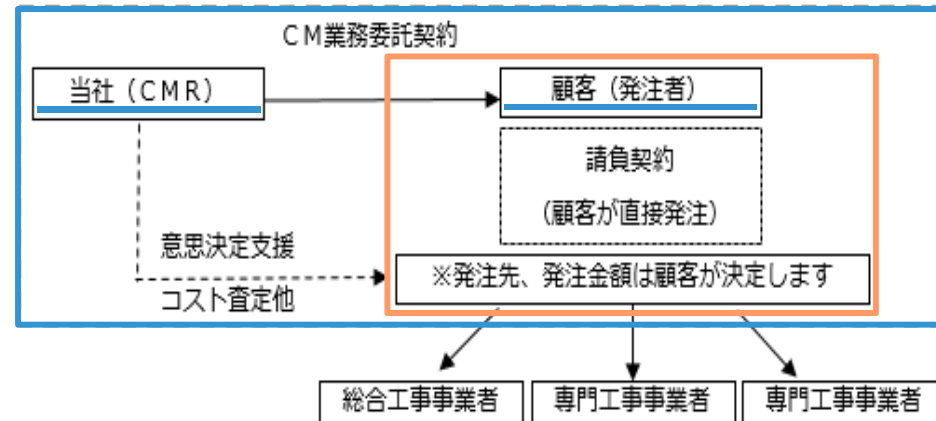 CM業務委託契約
当社(CMR)
顧客(発注者)
請負契約
(顧客が直接発注)
意思決定支援
※発注先、発注金額は顧客が決定します
コスト査定他
総合工事事業者
専門工事事業者
専門工事事業者